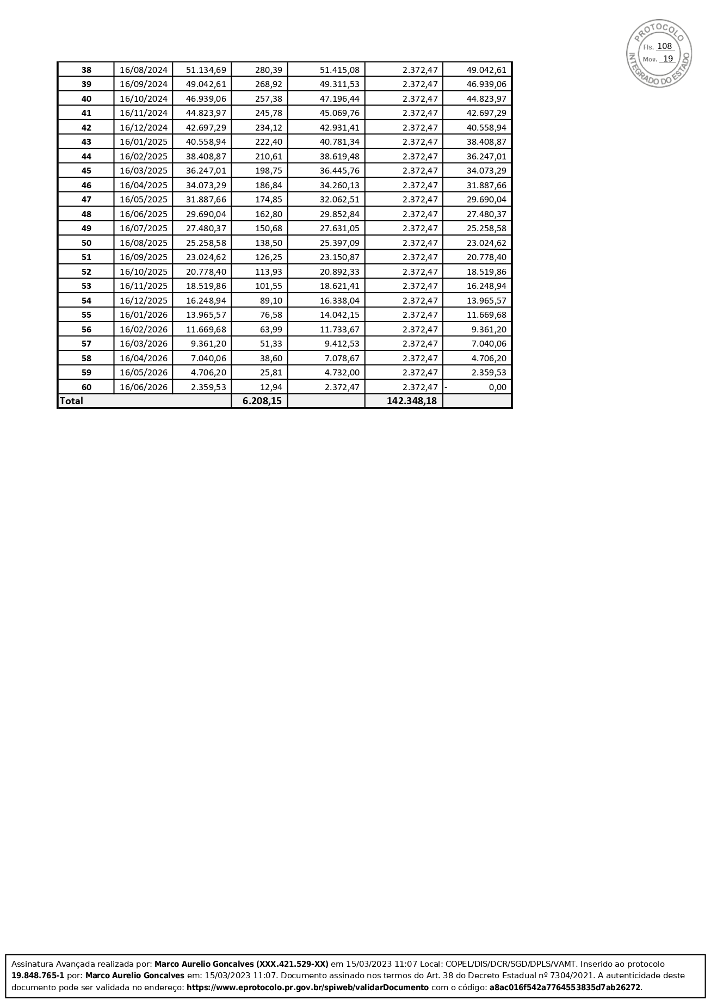 PROTOCOLO
INTEGRADO DO ESTADO
Fls. 108
Mov. 19
38 16/08/2024 51.134,69 280,39 51.415,08 2.372,47 49.042,61
39 16/09/2024 49.042,61 268,92 49.311,53 2.372,47 46.939,06
40 16/10/2024 46.939,06 257,38 47.196,44 2.372,47 44.823,97
41 16/11/2024 44.823,97 245,78 45.069,76 2.372,47 42.697,29
42 16/12/2024 42.697,29 234,12 42.931,41 2.372,47 40.558,94
43 16/01/2025 40.558,94 222,40 40.781,34 2.372,47 38.408,87
44 16/02/2025 38.408,87 210,61 38.619,48 2.372,47 36.247,01
45 16/03/2025 36.247,01 198,75 36.445,76 2.372,47 34.073,29
46 16/04/2025 34.073,29 186,84 34.260,13 2.372,47 31.887,66
47 16/05/2025 31.887,66 174,85 32.062,51 2.372,47 29.690,04
48 16/06/2025 29.690,04 162,80 29.852,84 2.372,47 27.480,37
49 16/07/2025 27.480,37 150,68 27.631,05 2.372,47 25.258,58
50 16/08/2025 25.258,58 138,50 25.397,09 2.372,47 23.024,62
51 16/09/2025 23.024,62 126,25 23.150,87 2.372,47 20.778,40
52 16/10/2025 20.778,40 113,93 20.892,33 2.372,47 18.519,86
53 16/11/2025 18.519,86 101,55 18.621,41 2.372,47 16.248,94
54 16/12/2025 16.248,94 89,10 16.338,04 2.372,47 13.965,57
55 16/01/2026 13.965,57 76,58 14.042,15 2.372,47 11.669,68
56 16/02/2026 11.669,68 63,99 11.733,67 2.372,47 9.361,20
57 16/03/2026 9.361,20 51,33 9.412,53 2.372,47 7.040,06
58 16/04/2026 7.040,06 38,60 7.078,67 2.372,47 4.706,20
59 16/05/2026 4.706,20 25,81 4.732,00 2.372,47 2.359,53
60 16/06/2026 2.359,53 12,94 2.372,47 2.372,47 - 0,00
Total 6.208,15 142.348,18
Assinatura Avançada realizada por: Marco Aurelio Goncalves (XXX.421.529-XX) em 15/03/2023 11:07 Local: COPEL/DIS/DCR/SGD/DPLS/VAMT. Inserido ao protocolo
19.848.765-1 por: Marco Aurelio Goncalves em: 15/03/2023 11:07. Documento assinado nos termos do Art. 38 do Decreto Estadual nº 7304/2021. A autenticidade deste
documento pode ser validada no endereço: https://www.eprotocolo.pr.gov.br/spiweb/validarDocumento com o código: a8ac016f542a7764553835d7ab26272.